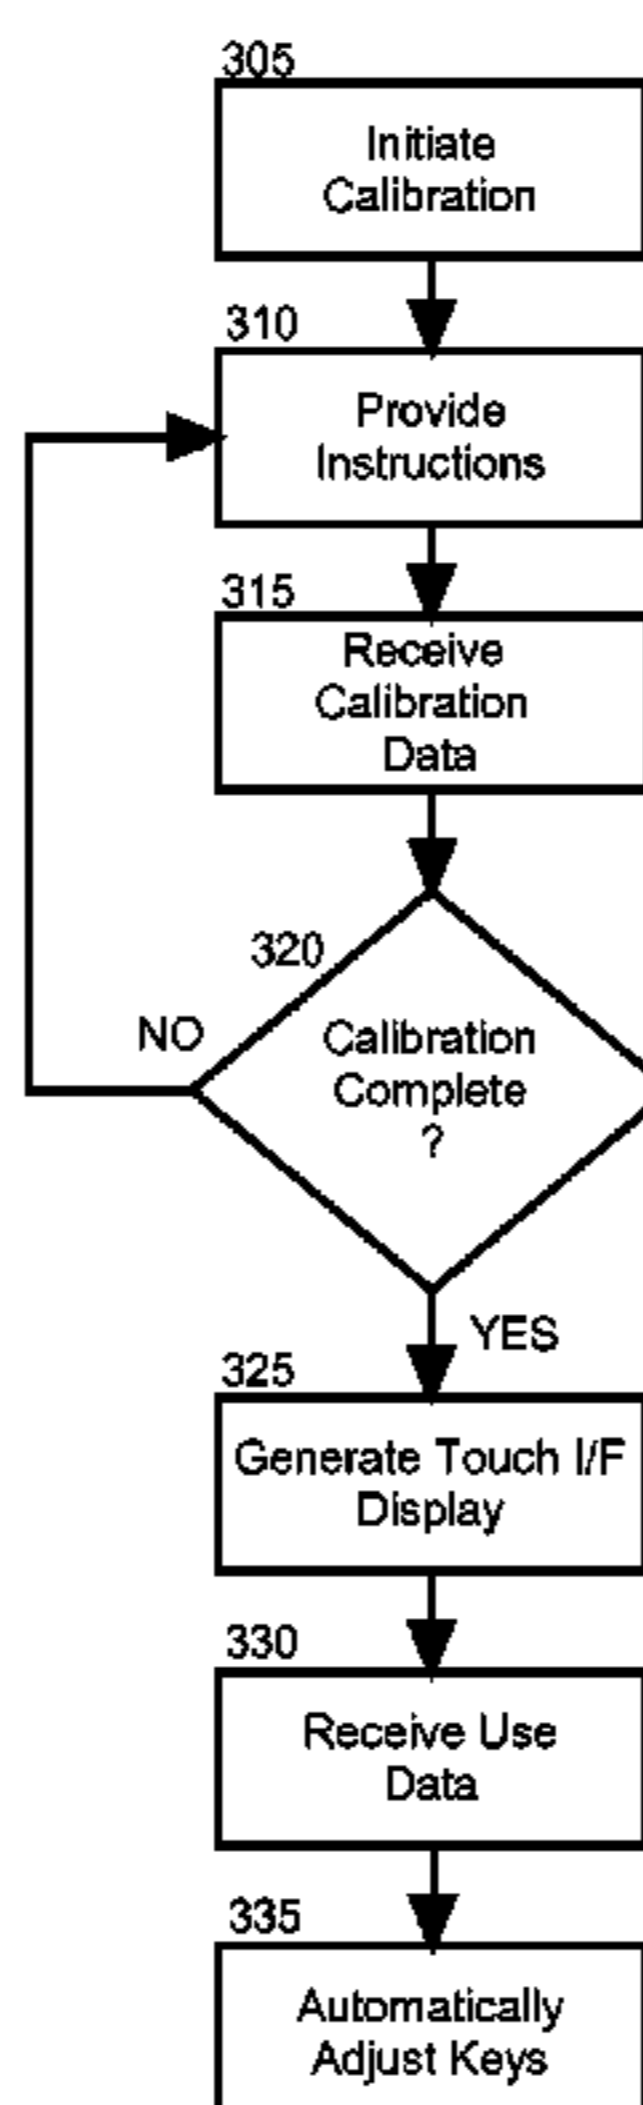 305
Initiate
Calibration
310
Provide
Instructions
315
Receive
Calibration
Data
320
NO
Calibration
Complete
?
YES
325
Generate Touch I/F
Display
330
Receive Use
Data
335
Automatically
Adjust Keys